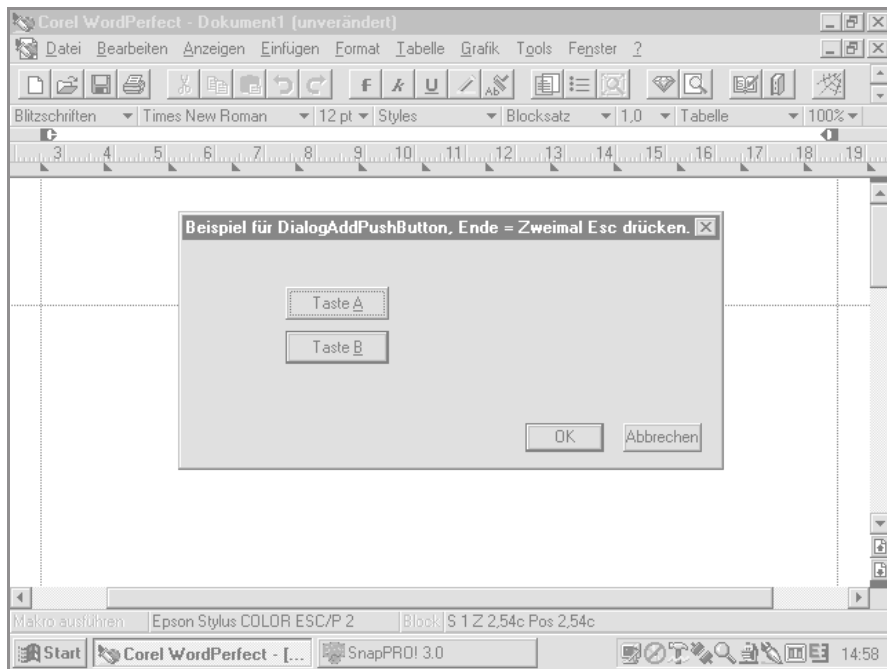 Corel WordPerfect - Dokument1 (unverändert)
Datei Bearbeiten Anzeigen Einfügen Format Tabelle Grafik Tools Fenster ?
f k U Ab
Blitzschriften Times New Roman 12 pt Styles Blocksatz 1,0 Tabelle 100%
3 4 5 6 7 8 9 10 11 12 13 14 15 16 17 18 19
Beispiel für DialogAddPushButton, Ende = Zweimal Esc drücken.
Taste A
Taste B
OK Abbrechen
Makro ausführen Epson Stylus COLOR ESC/P 2 Block S 1 Z 2,54c Pos 2,54c
Start Corel WordPerfect - [... SnapPRO! 3.0 14:58